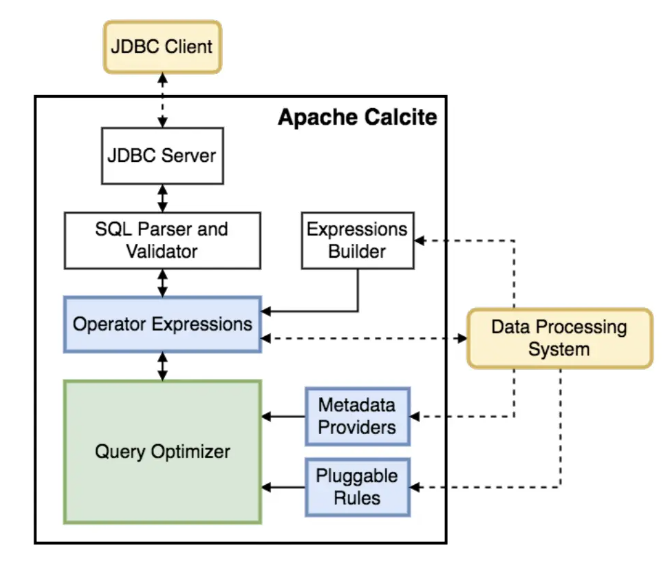 JDBC Client
Apache Calcite
JDBC Server
SQL Parser and
Validator
Expressions
Builder
Operator Expressions
Data Processing
System
Metadata
Providers
Query Optimizer
Pluggable
Rules